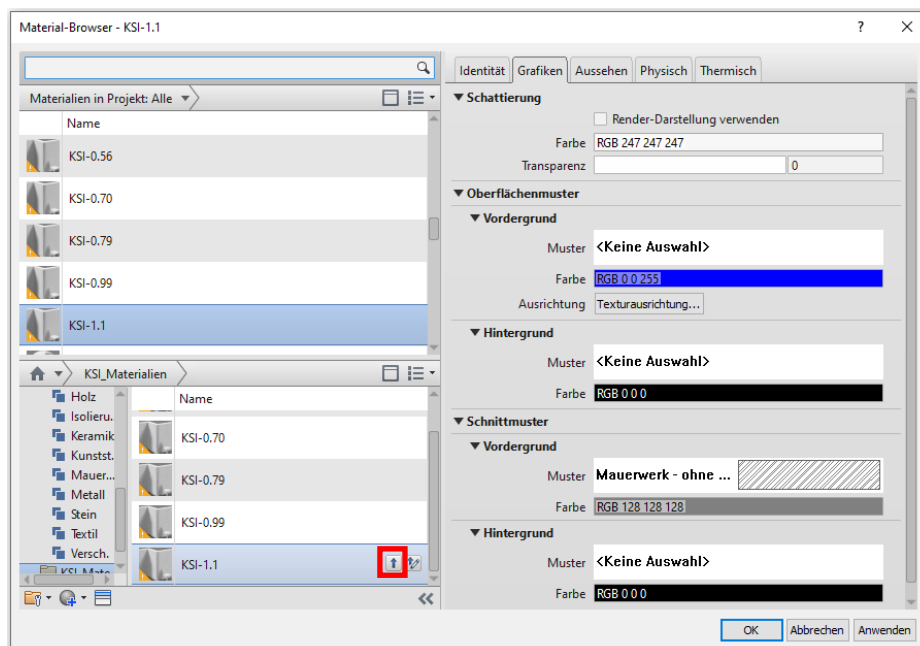 Material-Browser - KSI-1.1
Materialien in Projekt: Alle
Name
KSI-0.56
KSI-0.70
KSI-0.79
KSI-0.99
KSI-1.1
KSI_Materialien
Holz
Isolieru.
Keramik
Kunstst.
Mauer...
Metall
Stein
Textil
Versch.
KSI_Mate
Name
KSI-0.70
KSI-0.79
KSI-0.99
KSI-1.1
Identität Grafiken Aussehen Physisch Thermisch
Schattierung
Render-Darstellung verwenden
Farbe RGB 247 247 247
Transparenz 0
Oberflächenmuster
Vordergrund
Muster <Keine Auswahl>
Farbe RGB 0 0 255
Ausrichtung Texturausrichtung...
Hintergrund
Muster <Keine Auswahl>
Farbe RGB 0 0 0
Schnittmuster
Vordergrund
Muster Mauerwerk - ohne ...
Farbe RGB 128 128 128
Hintergrund
Muster <Keine Auswahl>
Farbe RGB 0 0 0
OK Abbrechen Anwenden